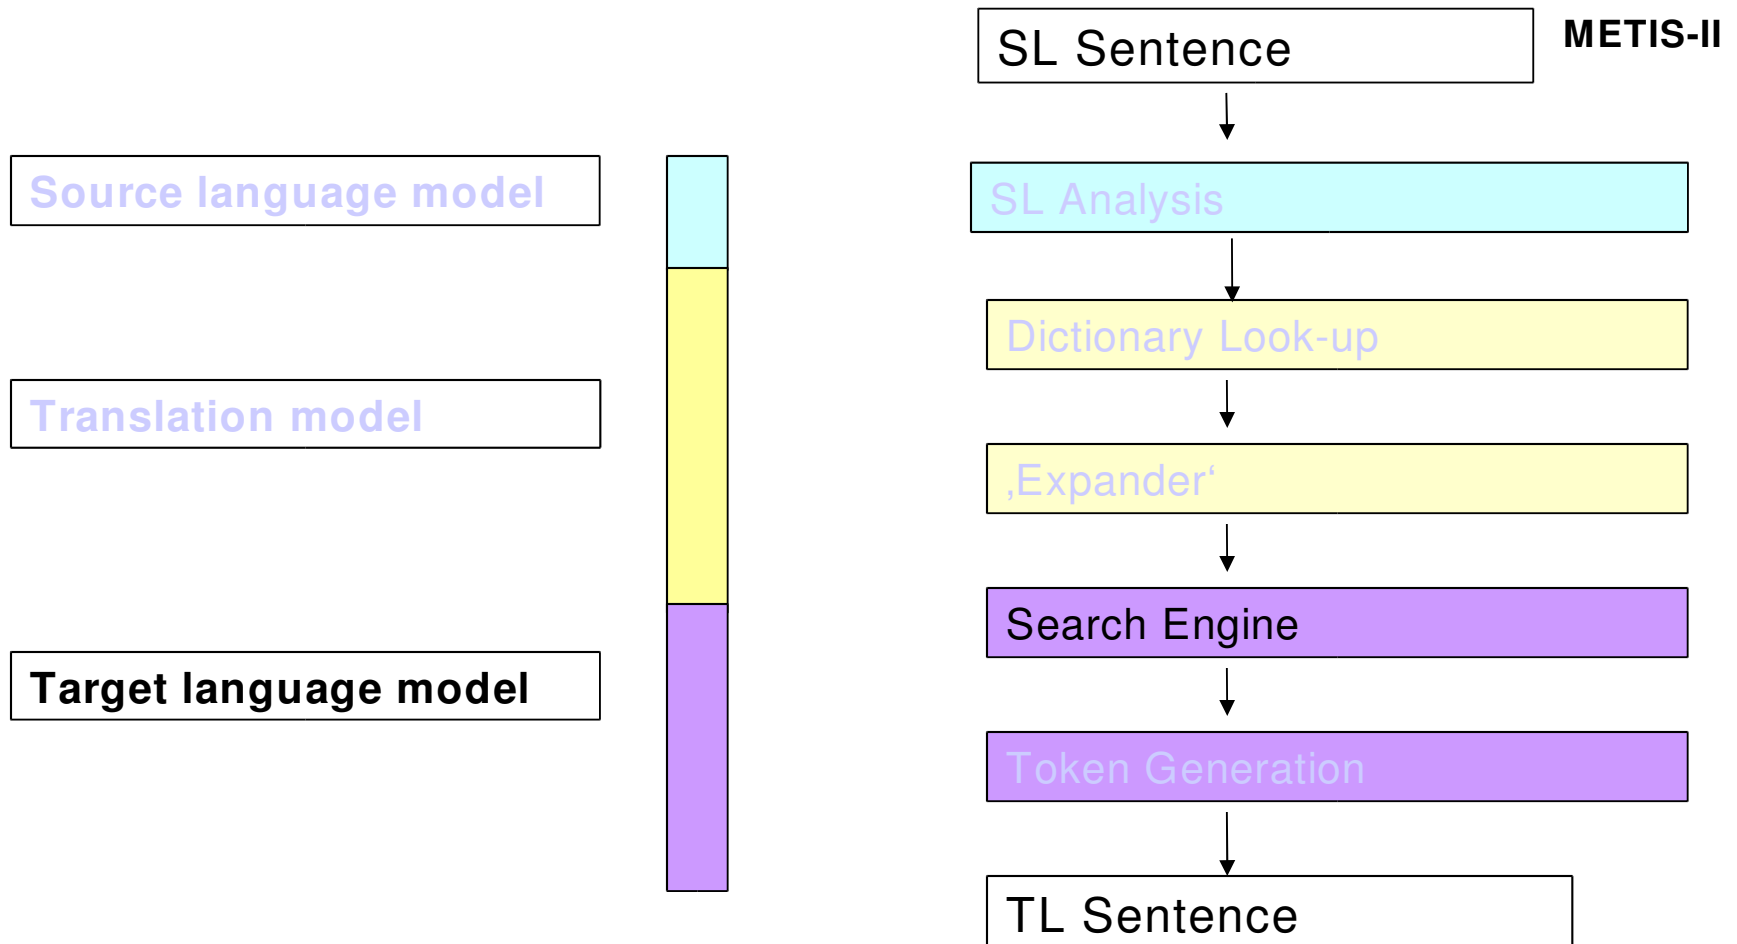 SL Sentence
METIS-II
Source language model
SL Analysis
Dictionary Look-up
Translation model
‚Expander‘
Search Engine
Target language model
Token Generation
TL Sentence